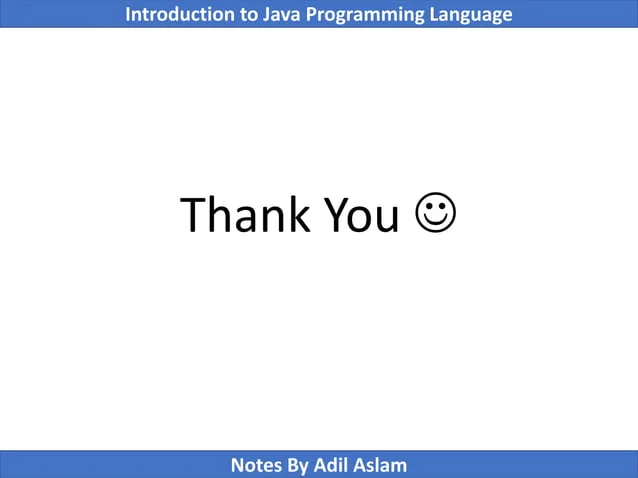 Introduction to Java Programming Language
Thank You ☺
Notes By Adil Aslam